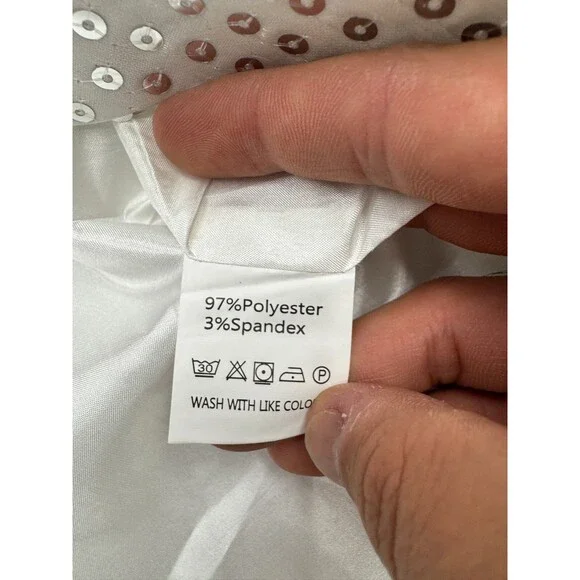 97%Polyester
3%Spandex
30 P
WASH WITH LIKE